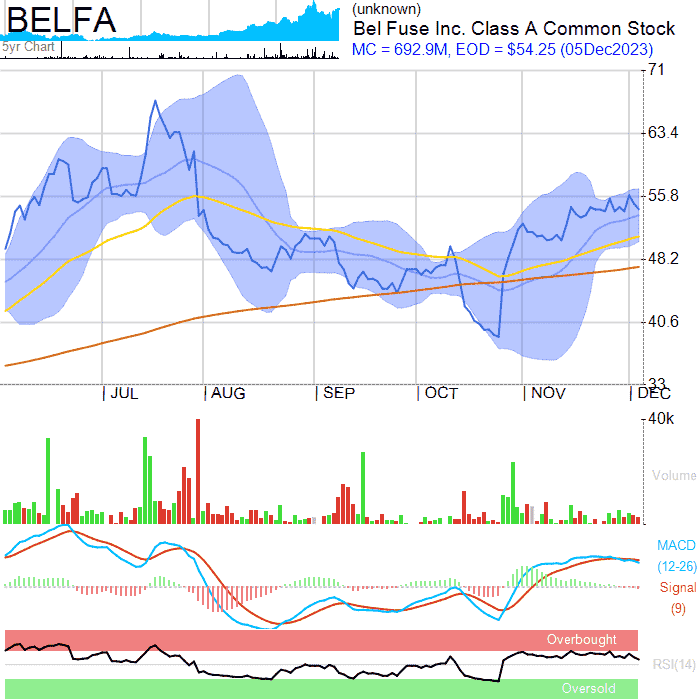 BELFA
(unknown)
Bel Fuse Inc. Class A Common Stock
5yr Chart
MC = 692.9M, EOD = $54.25 (05Dec2023)
71
63.4
55.8
48.2
40.6
33
JUL AUG SEP OCT NOV DEC
40k
Volume
MACD
(12-26)
Signal
(9)
Overbought
RSI(14)
Oversold